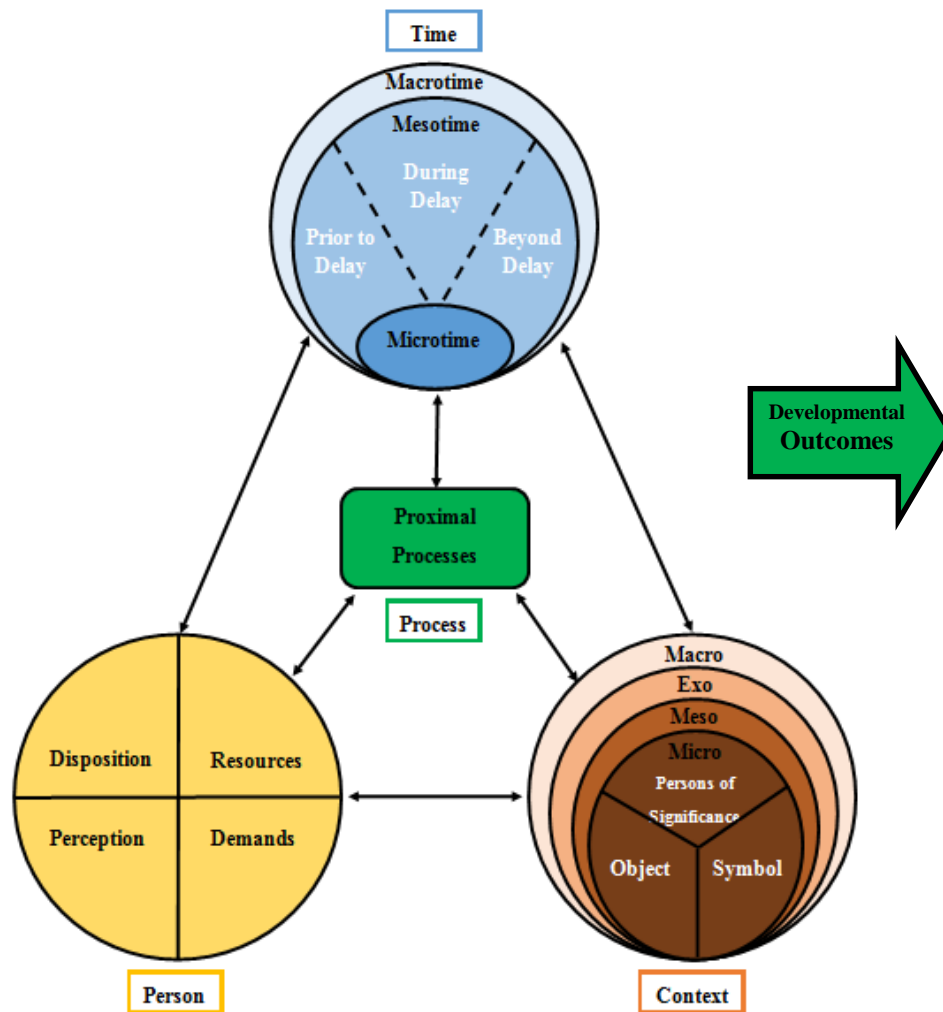 Time
Macrotime
Mesotime
During
Delay
Prior to
Delay
Beyond
Delay
Microtime
Developmental
Outcomes
Proximal
Processes
Process
Disposition
Resources
Perception
Demands
Person
Macro
Exo
Meso
Micro
Persons of
Significance
Object
Symbol
Context